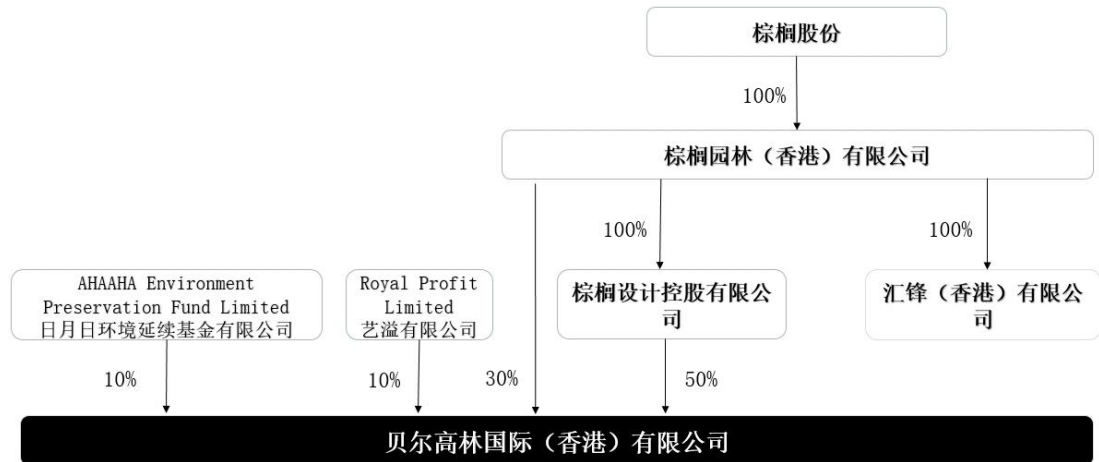 棕榈股份
100%
棕榈园林（香港）有限公司
100%
100%
AHAAHA Environment
Preservation Fund Limited
日月日环境延续基金有限公司
Royal Profit
Limited
艺溢有限公司
棕榈设计控股有限公
司
汇锋（香港）有限公
司
10%
10%
30%
50%
贝尔高林国际（香港）有限公司